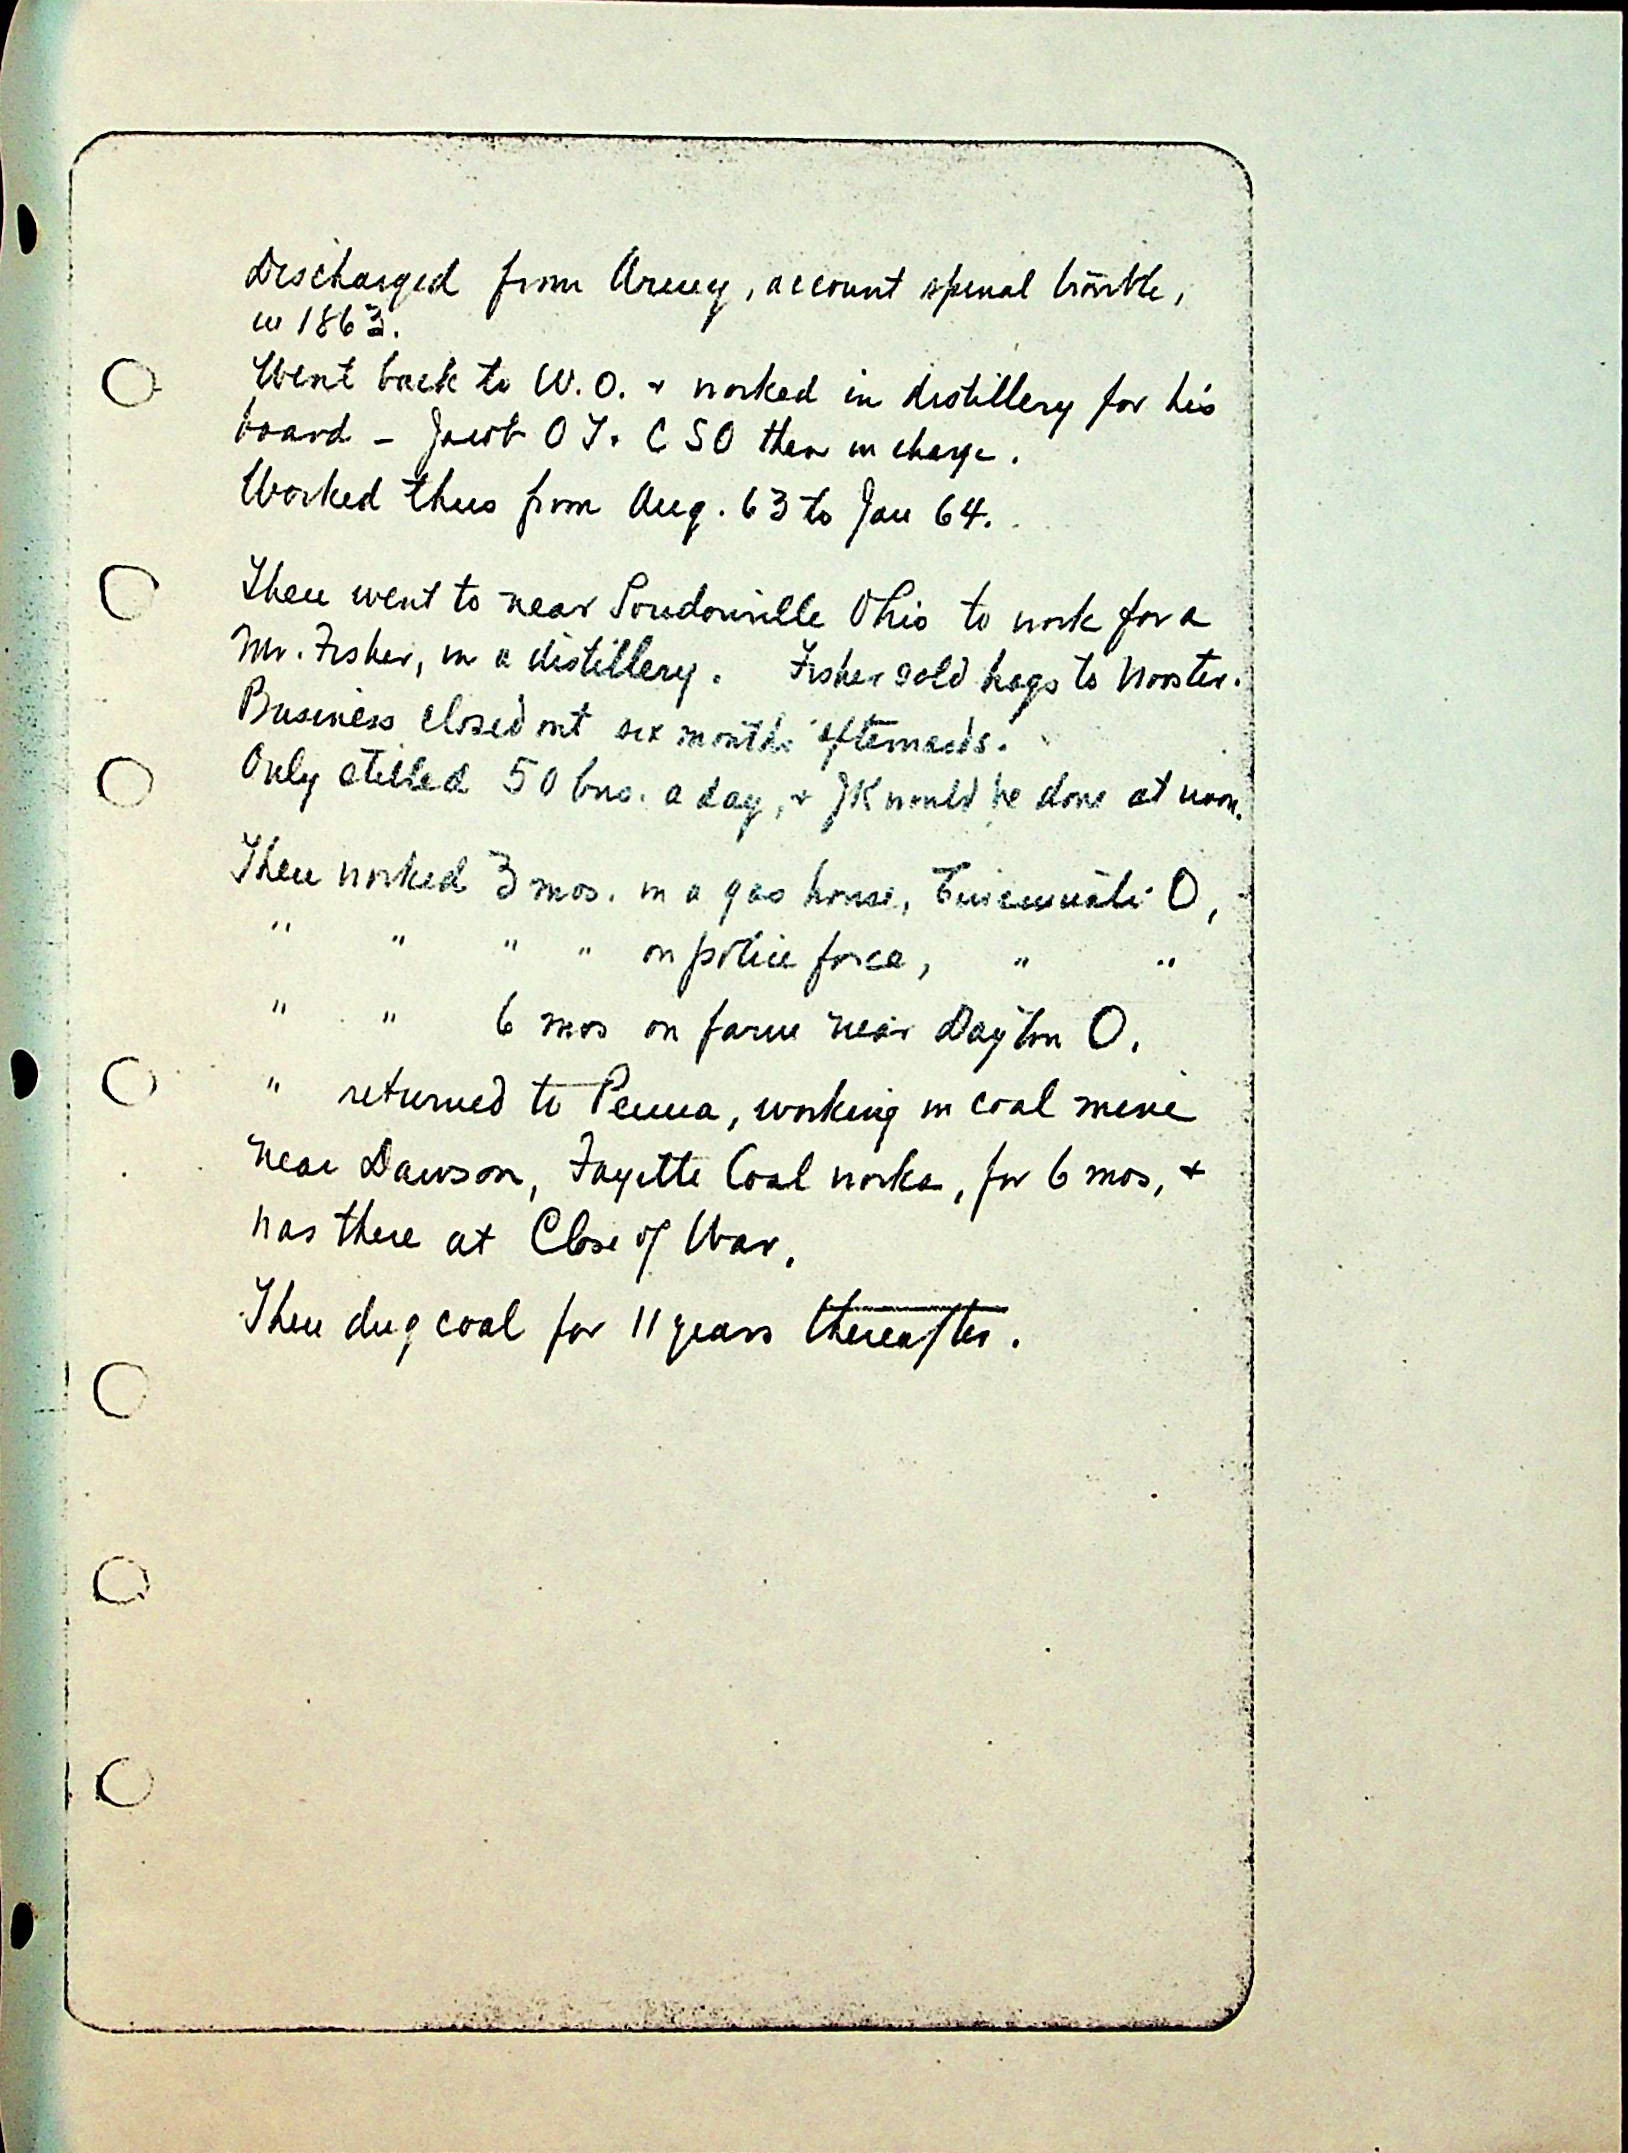 Discharged from Army, account spinal trouble,
in 1863.
Went back to W.O. & worked in distillery for his
board - Jacob O J. C S O then in charge.
Worked thus from Aug. 63 to Jan 64.
Then went to near Loudonville Ohio to work for a
Mr. Fisher, in a distillery. Fisher sold hogs to Wooster.
Business closed out six months afterwards.
Only stilled 50 bus. a day, & JK would be done at noon.
Then worked 3 mos. in a gas house, Cincinnati O,
" " " " on police force, " "
" " 6 mos on farm near Dayton O.
" returned to Penna, working in coal mine
near Dawson, Fayette Coal works, for 6 mos, &
was there at Close of War.
Then dug coal for 11 years thereafter.